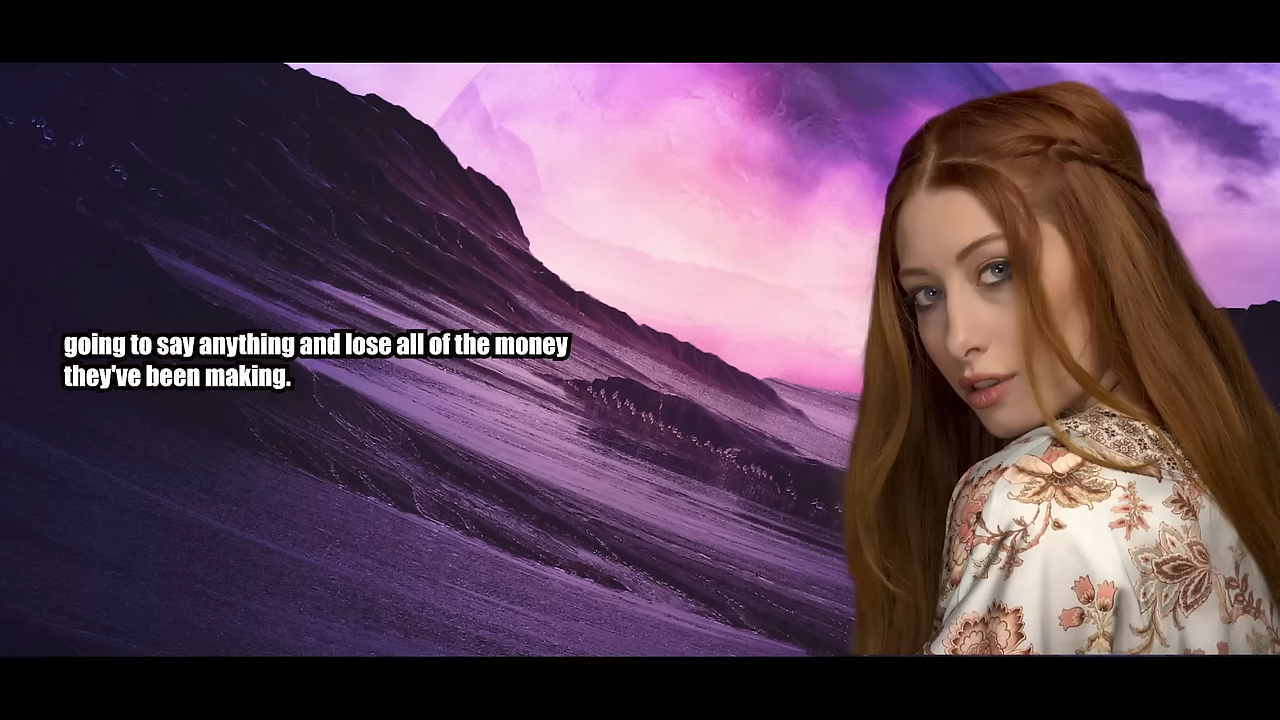 going to say anything and lose all of the money
they've been making.